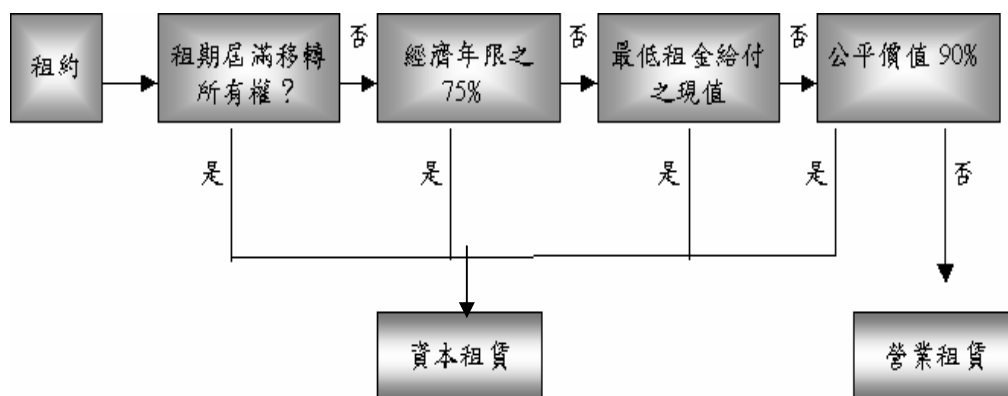 租約
租期屆滿移轉
所有權？
否
經濟年限之
75%
否
最低租金給付
之現值
否
公平價值 90%
是
是
是
是
否
資本租賃
營業租賃